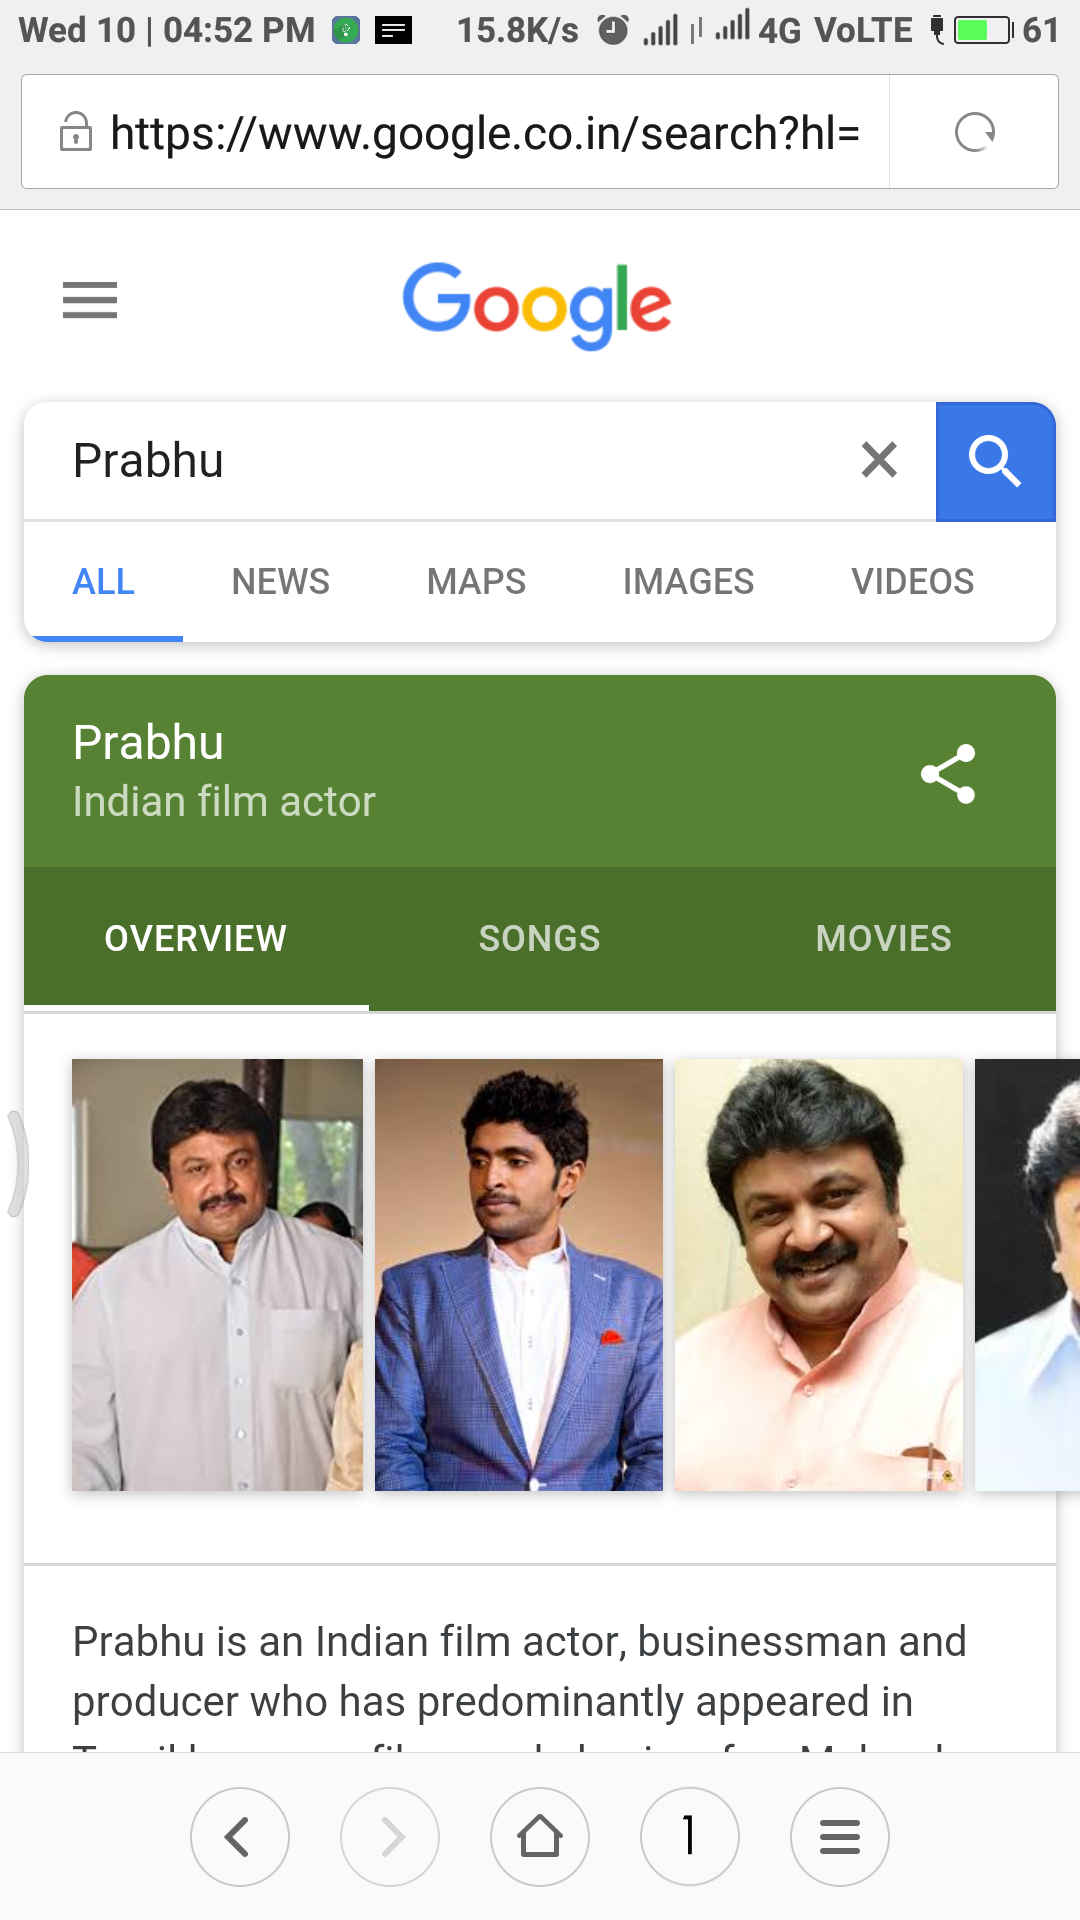 Wed 10 | 04:52 PM 15.8K/s 4G VoLTE 61
https://www.google.co.in/search?hl=
Google
Prabhu
ALL NEWS MAPS IMAGES VIDEOS
Prabhu
Indian film actor
OVERVIEW SONGS MOVIES
Prabhu is an Indian film actor, businessman and
producer who has predominantly appeared in
1